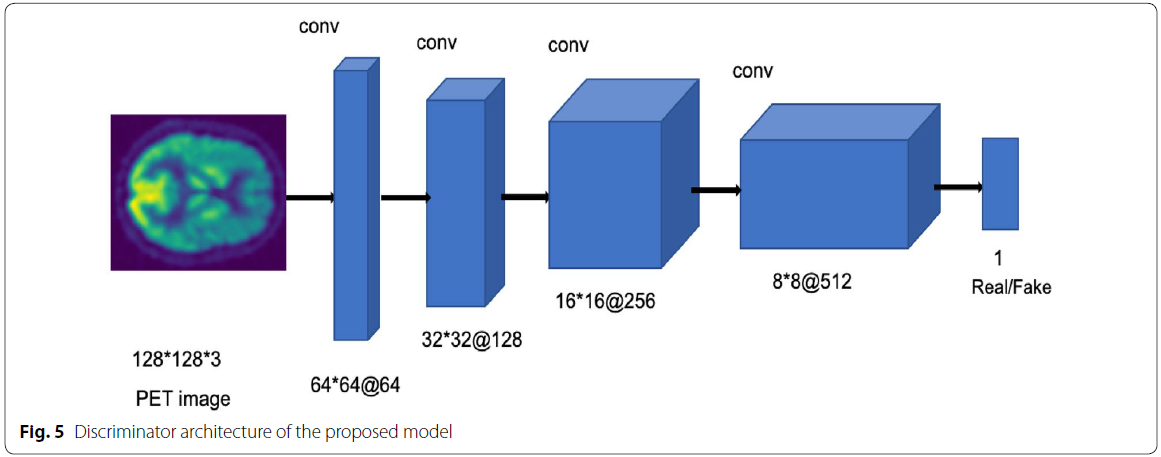 conv
conv
conv
conv
128*128*3
PET image
64*64@64
32*32@128
16*16@256
8*8@512
1
Real/Fake
Fig. 5 Discriminator architecture of the proposed model